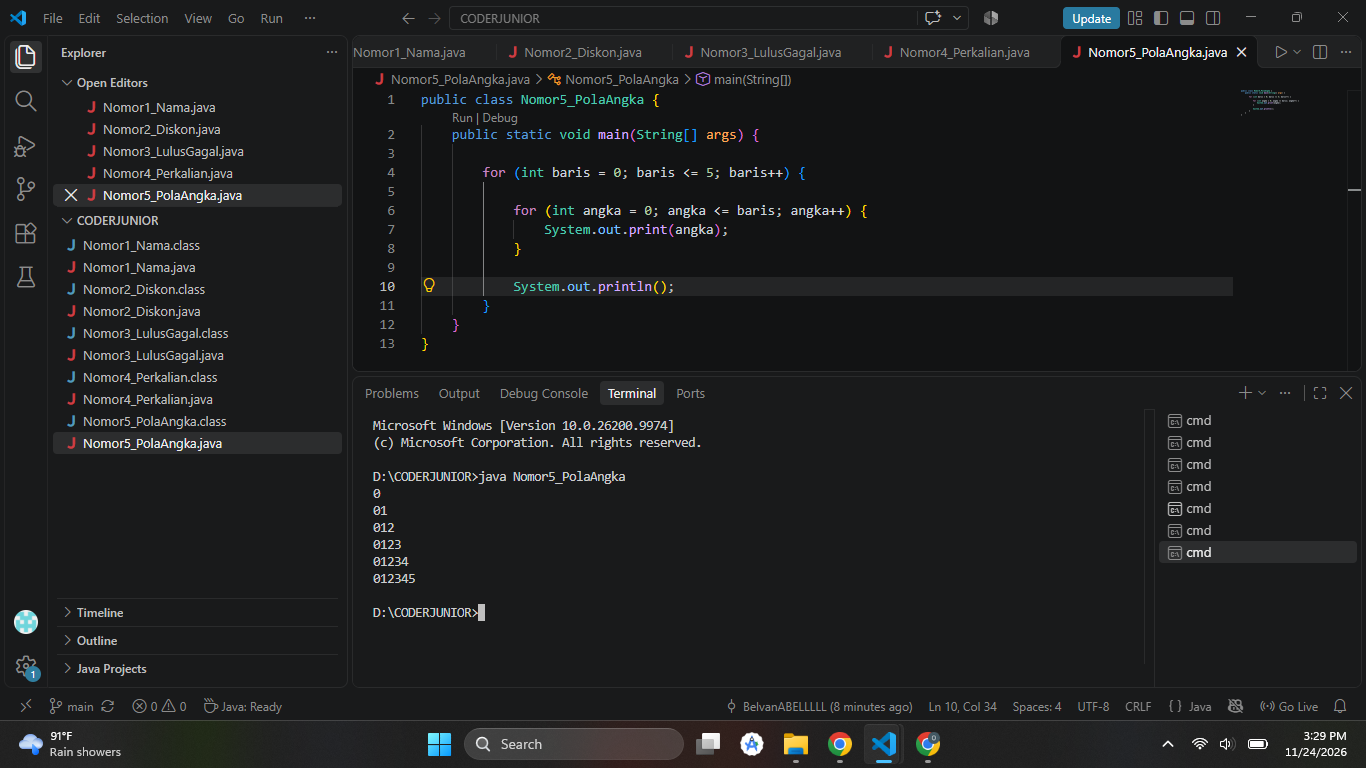 File Edit Selection View Go Run ··· CODERJUNIOR Update
Explorer ···
Open Editors
Nomor1_Nama.java
Nomor2_Diskon.java
Nomor3_LulusGagal.java
Nomor4_Perkalian.java
Nomor5_PolaAngka.java
CODERJUNIOR
Nomor1_Nama.class
Nomor1_Nama.java
Nomor2_Diskon.class
Nomor2_Diskon.java
Nomor3_LulusGagal.class
Nomor3_LulusGagal.java
Nomor4_Perkalian.class
Nomor4_Perkalian.java
Nomor5_PolaAngka.class
Nomor5_PolaAngka.java
Timeline
Outline
Java Projects
1
Nomor1_Nama.java Nomor2_Diskon.java Nomor3_LulusGagal.java Nomor4_Perkalian.java Nomor5_PolaAngka.java
Nomor5_PolaAngka.java > Nomor5_PolaAngka > main(String[])
1 public class Nomor5_PolaAngka {
Run | Debug
2 public static void main(String[] args) {
3
4 for (int baris = 0; baris <= 5; baris++) {
5
6 for (int angka = 0; angka <= baris; angka++) {
7 System.out.print(angka);
8 }
9
10 System.out.println();
11 }
12 }
13 }
Problems Output Debug Console Terminal Ports
Microsoft Windows [Version 10.0.26200.9974]
(c) Microsoft Corporation. All rights reserved.
D:\CODERJUNIOR>java Nomor5_PolaAngka
0
01
012
0123
01234
012345
D:\CODERJUNIOR>
cmd
cmd
cmd
cmd
cmd
cmd
cmd
main 0 0 Java: Ready BelvanABELLLLL (8 minutes ago) Ln 10, Col 34 Spaces: 4 UTF-8 CRLF { } Java Go Live
91°F
Rain showers
Search
3:29 PM
11/24/2026